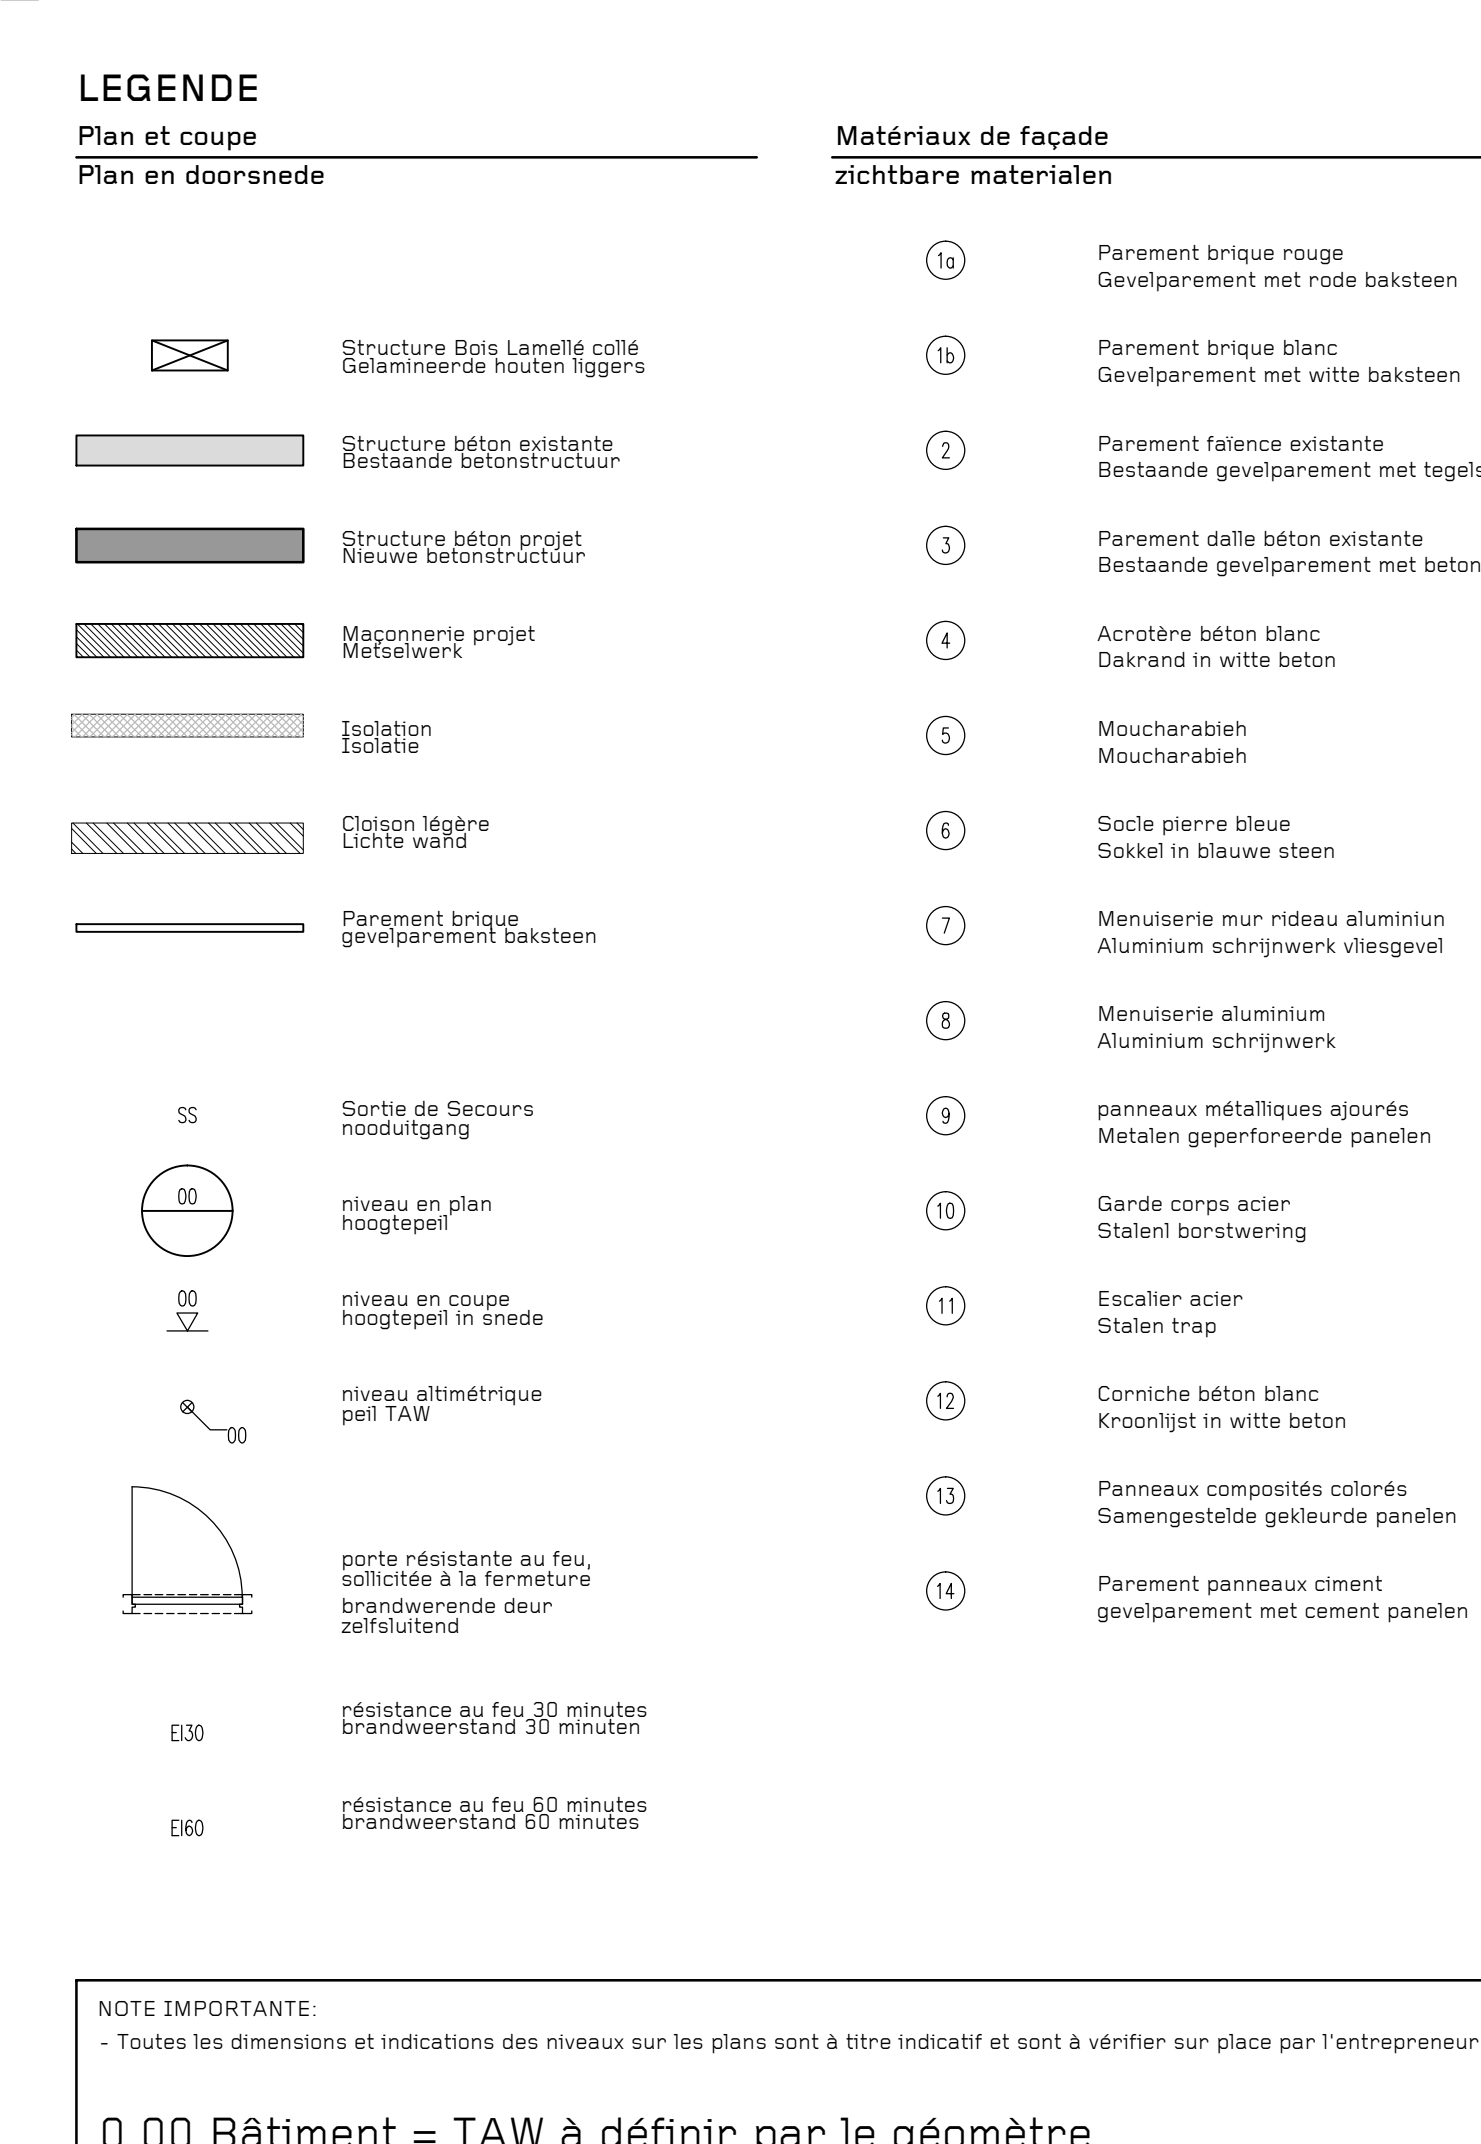 LEGENDE
Plan et coupe
Plan en doorsnede
Structure Bois Lamellé collé
Gelamineerde houten liggers
Structure béton existante
Bestaande betonstructuur
Structure béton projet
Nieuwe betonstructuur
Maçonnerie projet
Metselwerk
Isolation
Isolatie
Cloison légère
Lichte wand
Parement brique
gevelparement baksteen
SS
Sortie de Secours
nooduitgang
00
niveau en plan
hoogtepeil
00
niveau en coupe
hoogtepeil in snede
00
niveau altimétrique
peil TAW
porte résistante au feu,
sollicitée à la fermeture
brandwerende deur
zelfsluitend
EI30
résistance au feu 30 minutes
brandweerstand 30 minuten
EI60
résistance au feu 60 minutes
brandweerstand 60 minutes
Matériaux de façade
zichtbare materialen
1a
Parement brique rouge
Gevelparement met rode baksteen
1b
Parement brique blanc
Gevelparement met witte baksteen
2
Parement faïence existante
Bestaande gevelparement met tegels
3
Parement dalle béton existante
Bestaande gevelparement met beton
4
Acrotère béton blanc
Dakrand in witte beton
5
Moucharabieh
Moucharabieh
6
Socle pierre bleue
Sokkel in blauwe steen
7
Menuiserie mur rideau aluminiun
Aluminium schrijnwerk vliesgevel
8
Menuiserie aluminium
Aluminium schrijnwerk
9
panneaux métalliques ajourés
Metalen geperforeerde panelen
10
Garde corps acier
Stalenl borstwering
11
Escalier acier
Stalen trap
12
Corniche béton blanc
Kroonlijst in witte beton
13
Panneaux composités colorés
Samengestelde gekleurde panelen
14
Parement panneaux ciment
gevelparement met cement panelen
NOTE IMPORTANTE:
- Toutes les dimensions et indications des niveaux sur les plans sont à titre indicatif et sont à vérifier sur place par l'entrepreneur
0.00 Bâtiment = TAW à définir par le géomètre